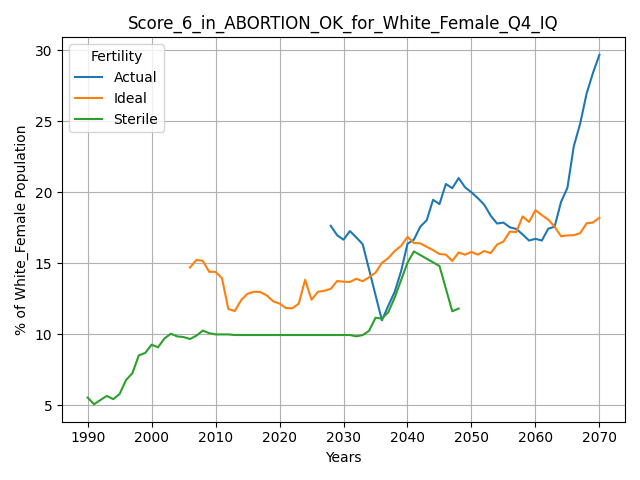 Score_6_in_ABORTION_OK_for_White_Female_Q4_IQ
% of White_Female Population
30
25
20
15
10
5
Fertility
Actual
Ideal
Sterile
1990 2000 2010 2020 2030 2040 2050 2060 2070
Years